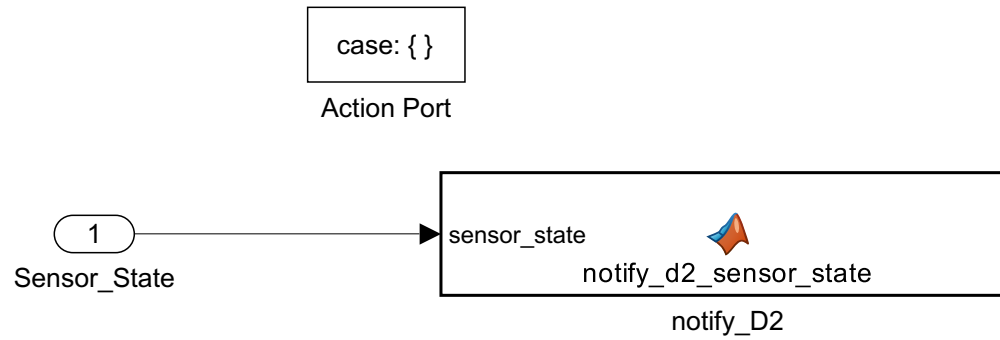 case: { }
Action Port
1
Sensor_State
sensor_state
notify_d2_sensor_state
notify_D2